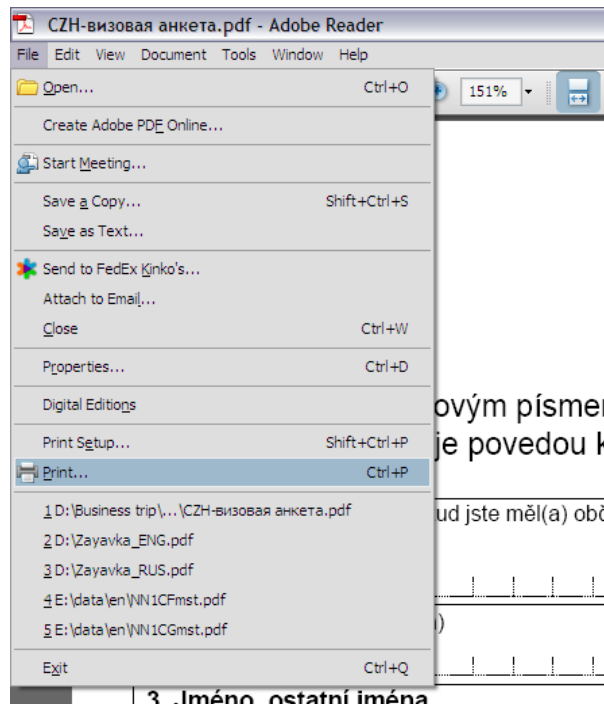 CZH-визовая анкета.pdf - Adobe Reader
File Edit View Document Tools Window Help
Open... Ctrl+O
151%
Create Adobe PDF Online...
Start Meeting...
Save a Copy... Shift+Ctrl+S
Save as Text...
Send to FedEx Kinko's...
Attach to Email...
Close Ctrl+W
Properties... Ctrl+D
Digital Editions
ovým písme
Print Setup... Shift+Ctrl+P
je povedou k
Print... Ctrl+P
1 D:\Business trip\...\CZH-визовая анкета.pdf
ud jste měl(a) obč
2 D:\Zayavka_ENG.pdf
3 D:\Zayavka_RUS.pdf
4 E:\data\en\NN1CFmst.pdf
5 E:\data\en\NN1CGmst.pdf
)
Exit Ctrl+Q
3. Jméno, ostatní jména